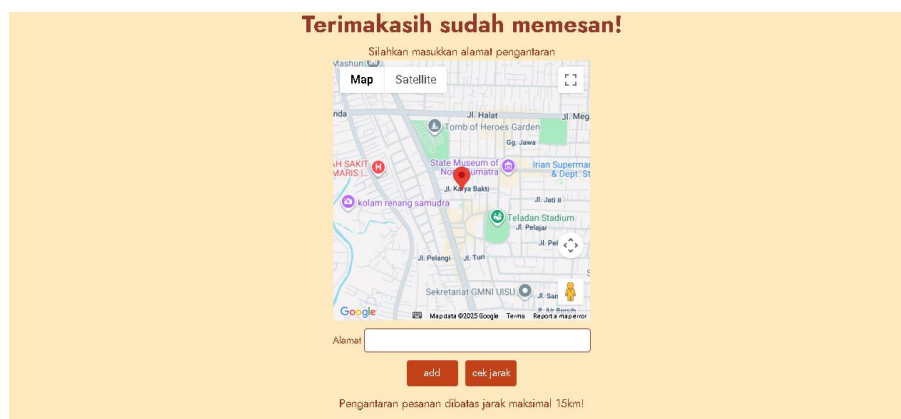 Terimakasih sudah memesan!
Silahkan masukkan alamat pengantaran
Map Satellite
Jl. Halat
Tomb of Heroes Garden
Gg. Jawa
State Museum of
Irian
& Dept.
Jl. Karya Bakti
kolam renang samudra
Jl. Jati II
Teladan Stadium
Jl. Pelajar
Jl. Pelangi
Jl. Turi
Sekretariat GMNI UISU
Google
Map data ©2025 Google Terms Report a map error
Alamat
add cek jarak
Pengantaran pesanan dibatas jarak maksimal 15km!